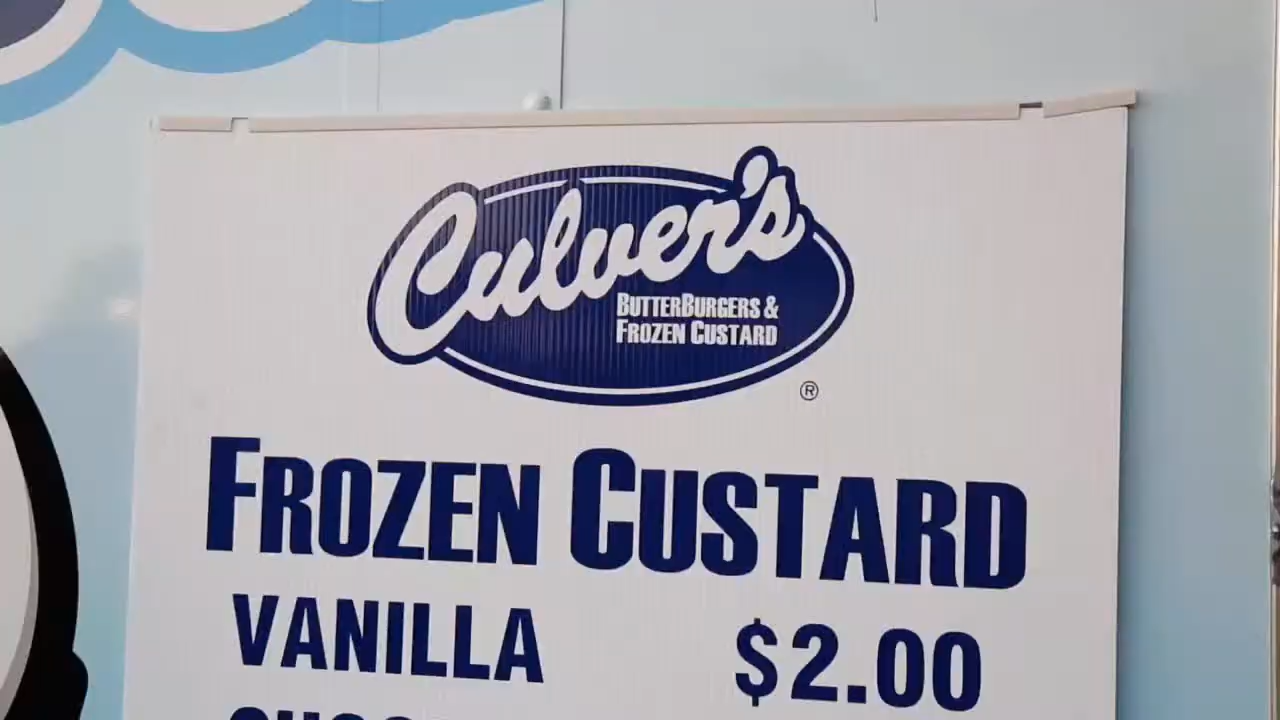 Culver's
BUTTERBURGERS &
FROZEN CUSTARD
®
FROZEN CUSTARD
VANILLA $2.00